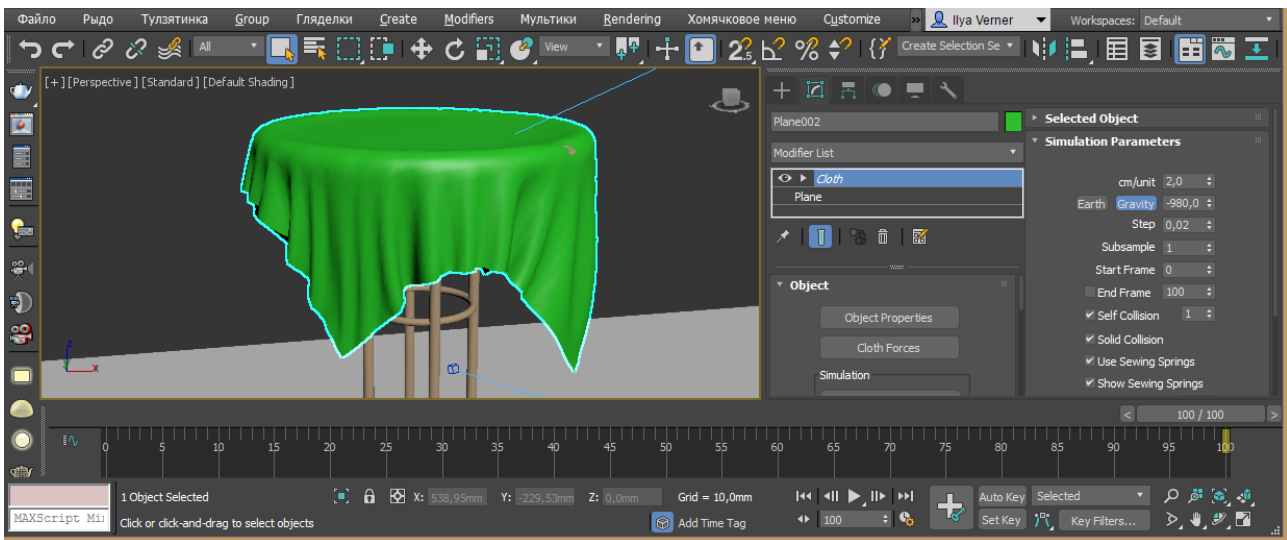 Файло Рыдо Тулзятинка Group Гляделки Create Modifiers Мультики Rendering Хомячковое меню Customize » Ilya Verner Workspaces: Default
All View Create Selection Se
[+] [Perspective] [Standard] [Default Shading]
Plane002
Modifier List
Cloth
Plane
Object
Object Properties
Cloth Forces
Simulation
Selected Object
Simulation Parameters
cm/unit 2,0
Earth Gravity -980,0
Step 0,02
Subsample 1
Start Frame 0
End Frame 100
Self Collision 1
Solid Collision
Use Sewing Springs
Show Sewing Springs
z
x
< 100 / 100 >
0 5 10 15 20 25 30 35 40 45 50 55 60 65 70 75 80 85 90 95 100
1 Object Selected X: 538,95mm Y: -229,53mm Z: 0,0mm Grid = 10,0mm Auto Key Selected
MAXScript Mi Click or click-and-drag to select objects Add Time Tag 100 Set Key Key Filters...